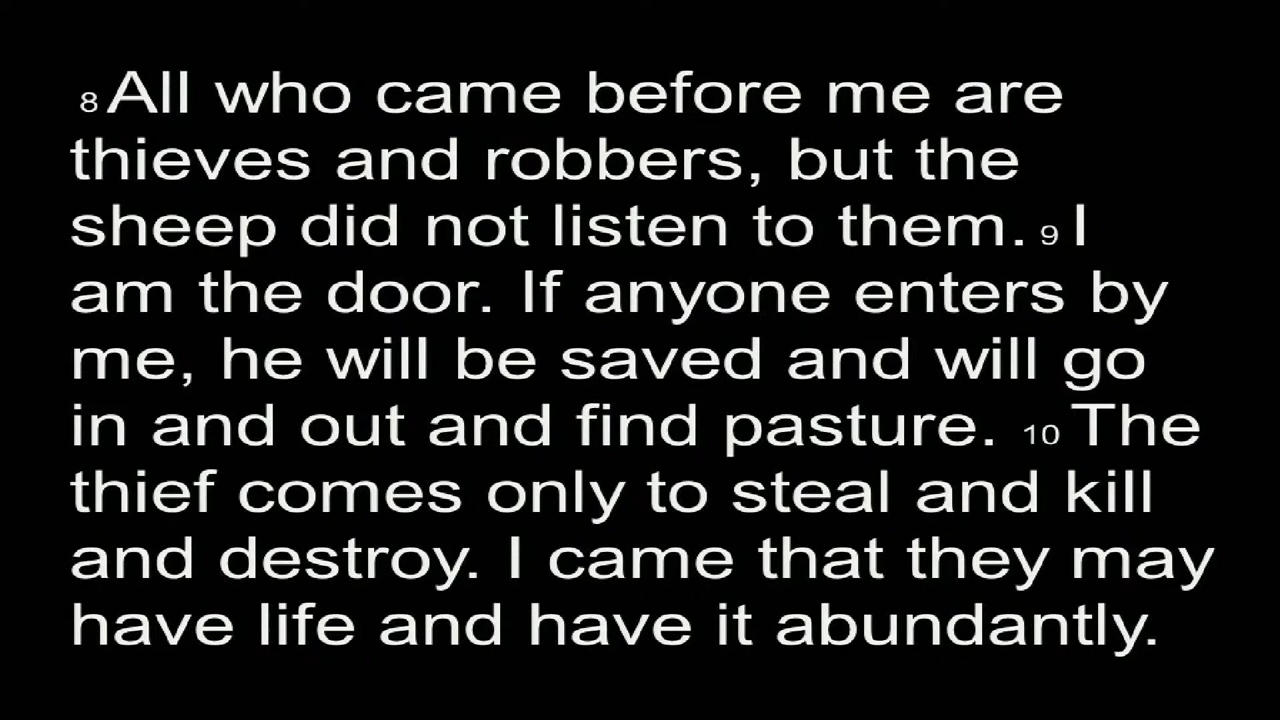 8 All who came before me are
thieves and robbers, but the
sheep did not listen to them. 9 I
am the door. If anyone enters by
me, he will be saved and will go
in and out and find pasture. 10 The
thief comes only to steal and kill
and destroy. I came that they may
have life and have it abundantly.